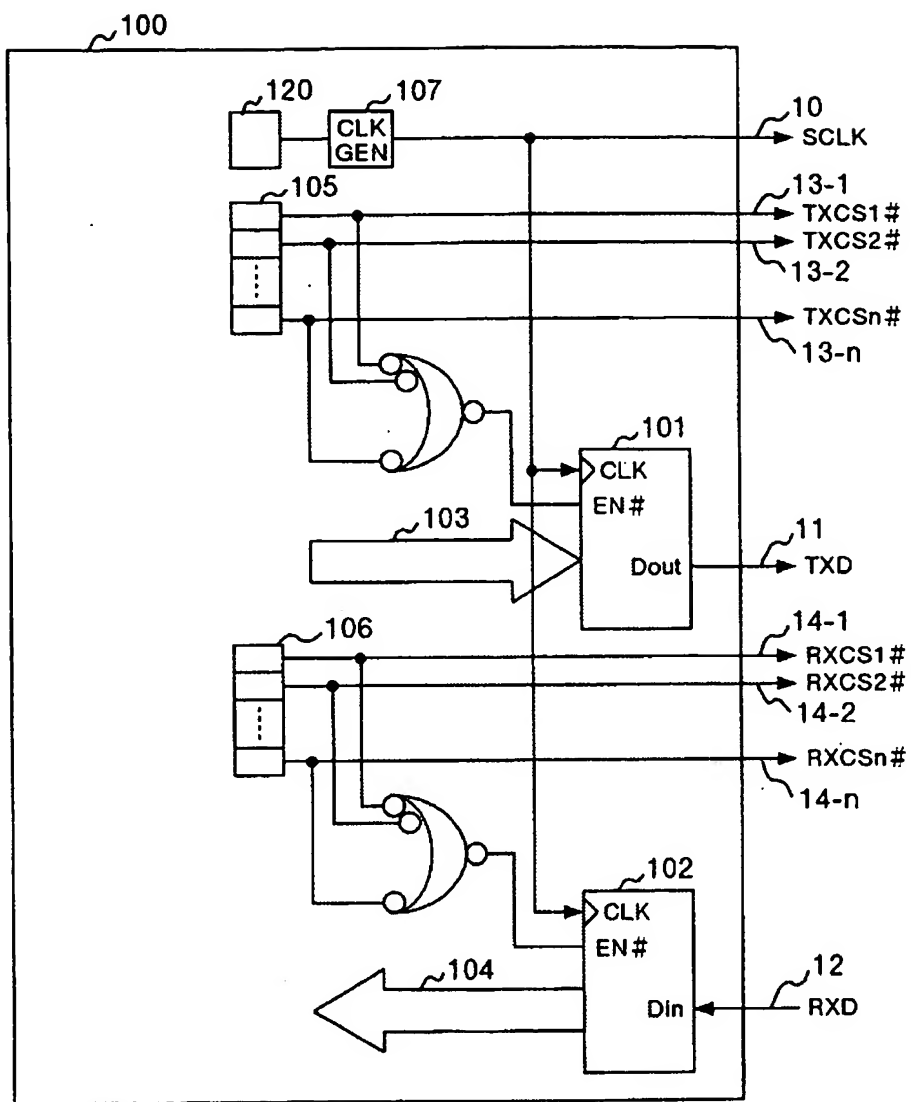 100
120
107
CLK
GEN
10
SCLK
105
13-1
TXCS1#
TXCS2#
13-2
TXCSn#
13-n
101
CLK
EN#
103
Dout
11
TXD
106
14-1
RXCS1#
RXCS2#
14-2
RXCSn#
14-n
102
CLK
EN#
104
Din
12
RXD